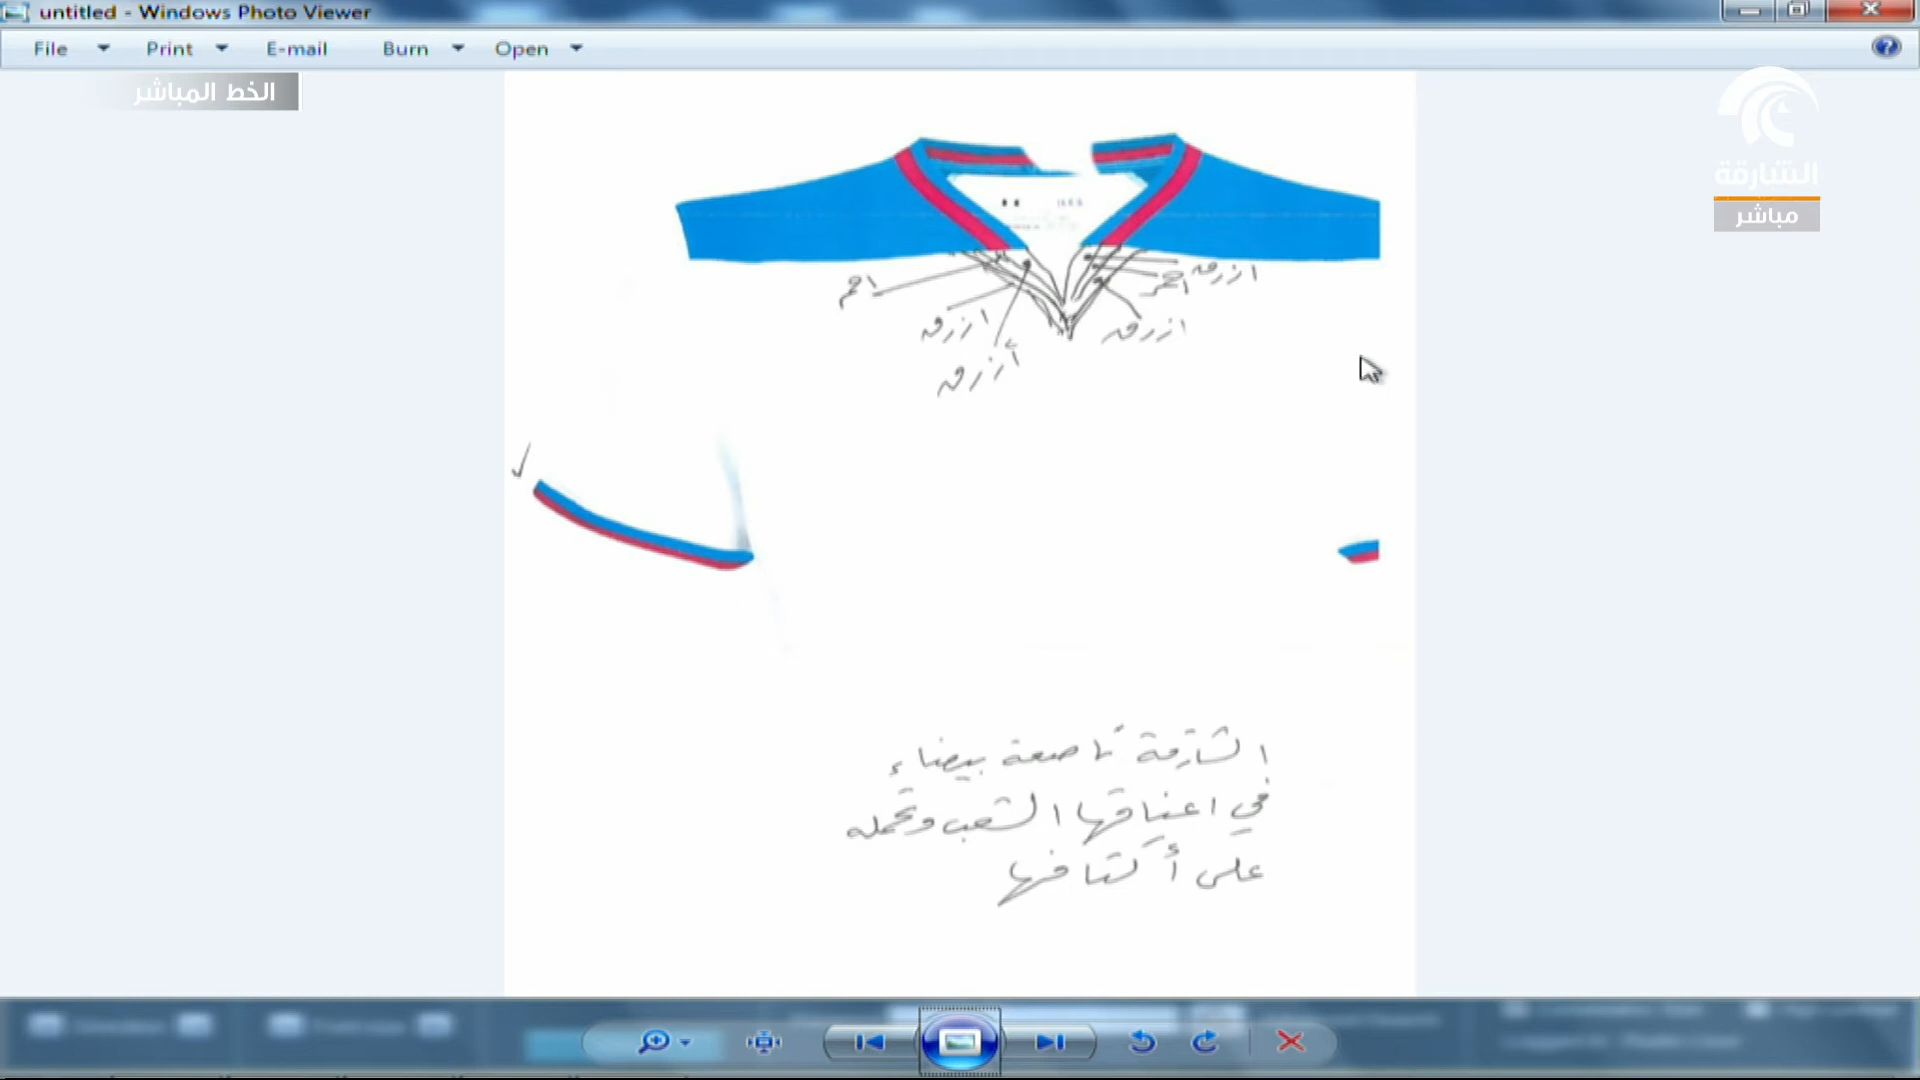 untitled - Windows Photo Viewer
File Print E-mail Burn Open
الخط المباشر
الشارقة
مباشر
احمر
ازرق
أزرق
ازرق
احمر
ازرق
الشارقة ناصعة بيضاء
في اعناقها الشعب وتحمله
على أكتافها